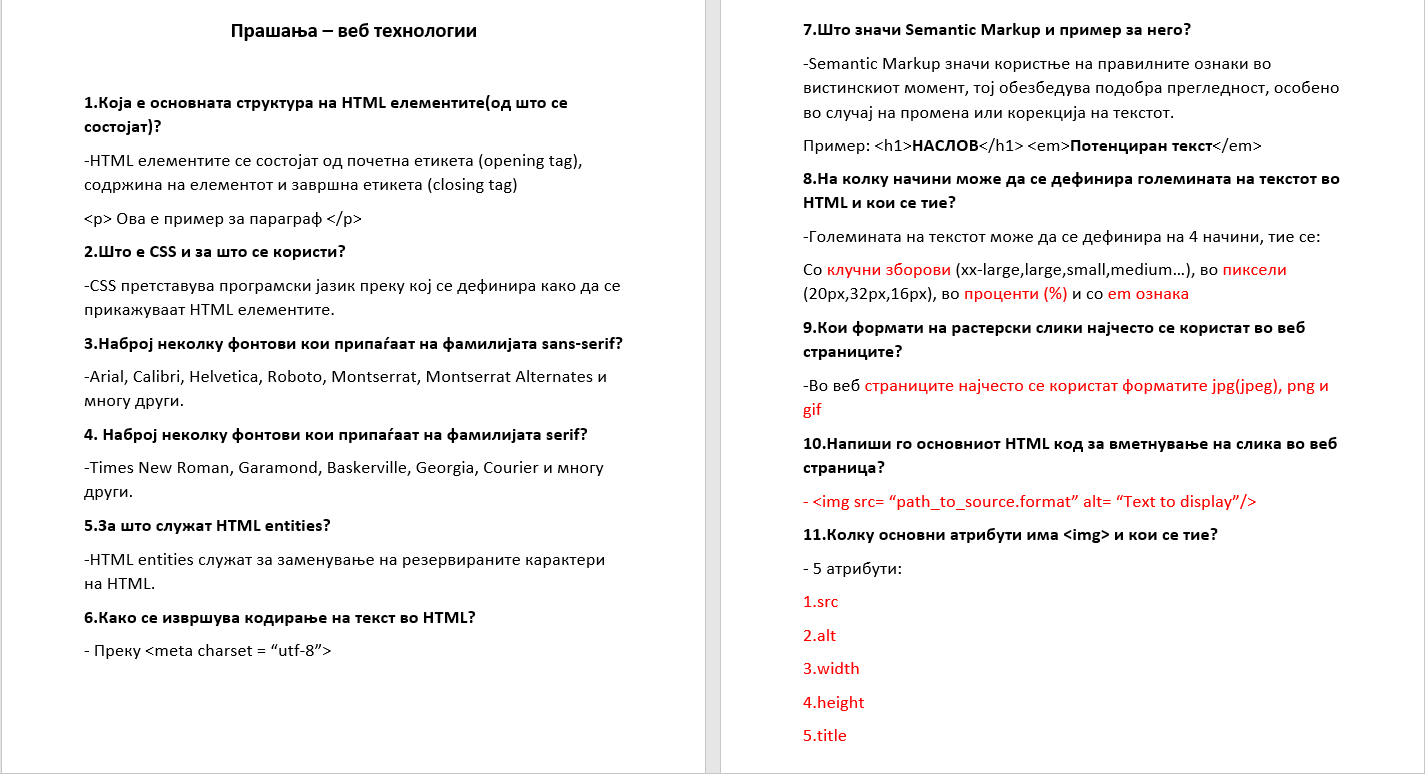 Прашања – веб технологии
1.Која е основната структура на HTML елементите(од што се
состојат)?
-HTML елементите се состојат од почетна етикета (opening tag),
содржина на елементот и завршна етикета (closing tag)
<p> Ова е пример за параграф </p>
2.Што е CSS и за што се користи?
-CSS претставува програмски јазик преку кој се дефинира како да се
прикажуваат HTML елементите.
3.Наброј неколку фонтови кои припаѓаат на фамилијата sans-serif?
-Arial, Calibri, Helvetica, Roboto, Montserrat, Montserrat Alternates и
многу други.
4. Наброј неколку фонтови кои припаѓаат на фамилијата serif?
-Times New Roman, Garamond, Baskerville, Georgia, Courier и многу
други.
5.За што служат HTML entities?
-HTML entities служат за заменување на резервираните карактери
на HTML.
6.Како се извршува кодирање на текст во HTML?
- Преку <meta charset = “utf-8”>
7.Што значи Semantic Markup и пример за него?
-Semantic Markup значи користње на правилните ознаки во
вистинскиот момент, тој обезбедува подобра прегледност, особено
во случај на промена или корекција на текстот.
Пример: <h1>НАСЛОВ</h1> <em>Потенциран текст</em>
8.На колку начини може да се дефинира големината на текстот во
HTML и кои се тие?
-Големината на текстот може да се дефинира на 4 начини, тие се:
Со клучни зборови (xx-large,large,small,medium…), во пиксели
(20px,32px,16px), во проценти (%) и со em ознака
9.Кои формати на растерски слики најчесто се користат во веб
страниците?
-Во веб страниците најчесто се користат форматите jpg(jpeg), png и
gif
10.Напиши го основниот HTML код за вметнување на слика во веб
страница?
- <img src= “path_to_source.format” alt= “Text to display”/>
11.Колку основни атрибути има <img> и кои се тие?
- 5 атрибути:
1.src
2.alt
3.width
4.height
5.title